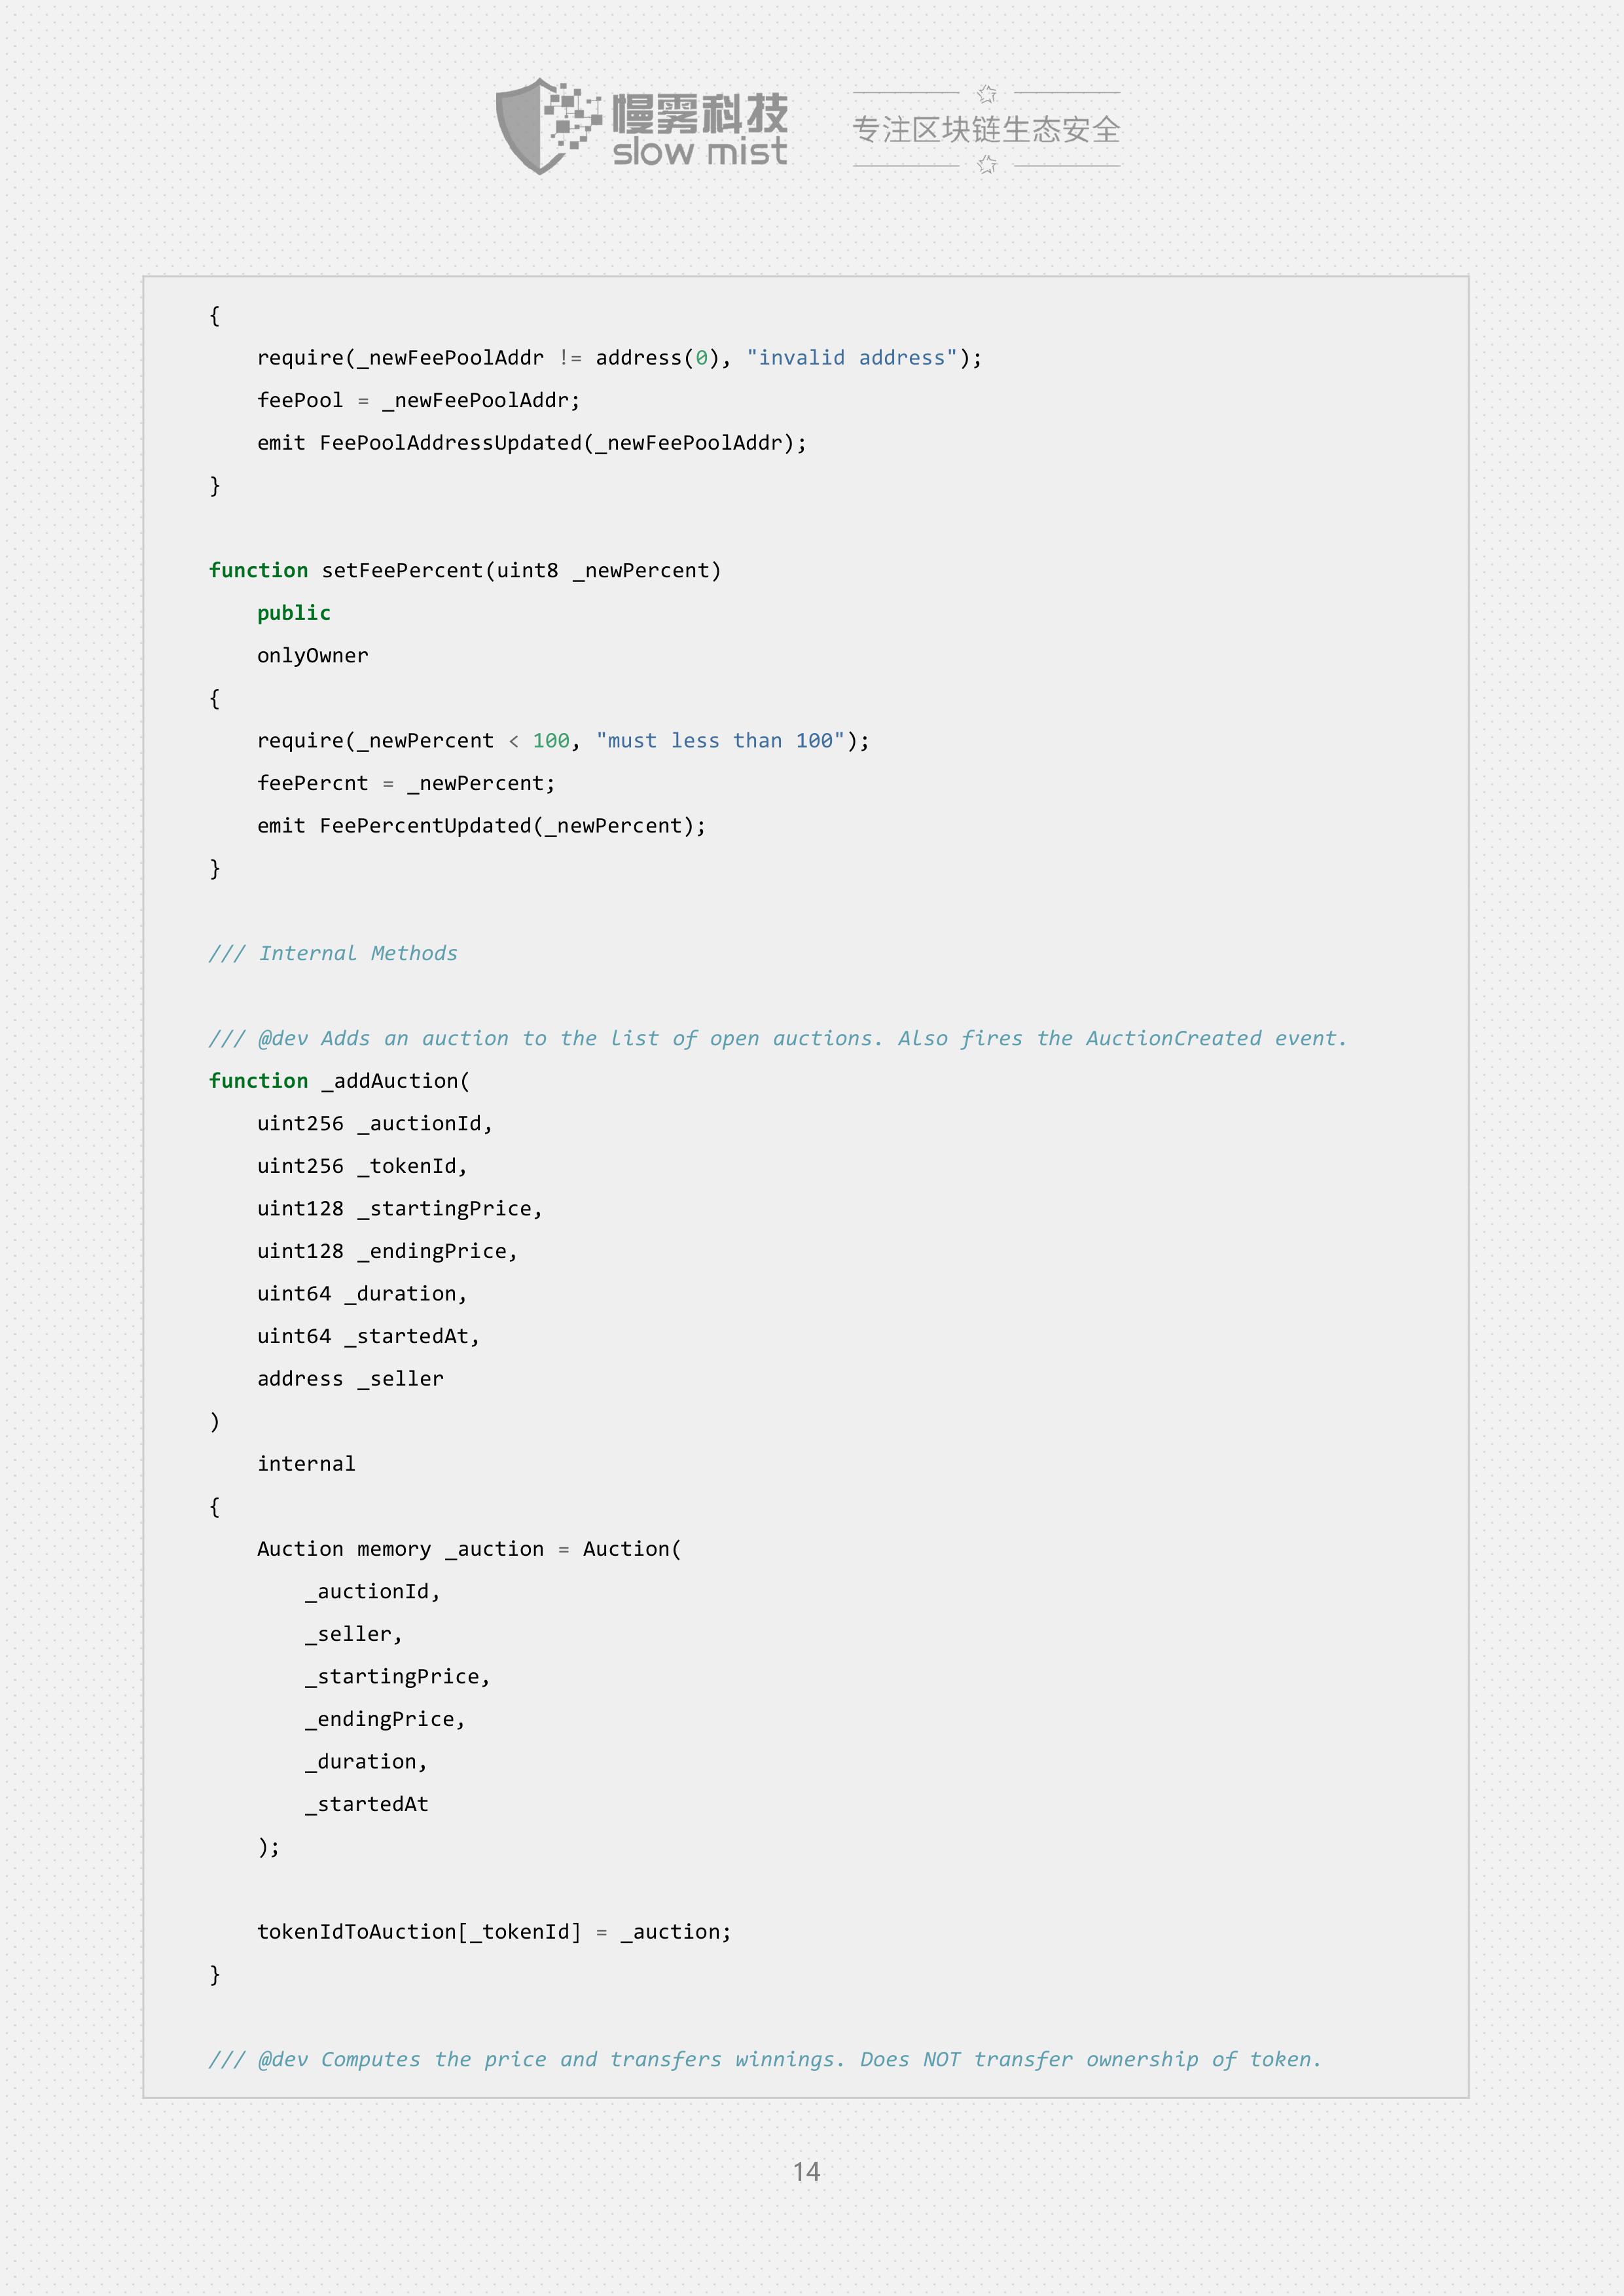 慢雾科技
slow mist
专注区块链生态安全
{
require(_newFeePoolAddr != address(0), "invalid address");
feePool = _newFeePoolAddr;
emit FeePoolAddressUpdated(_newFeePoolAddr);
}
function setFeePercent(uint8 _newPercent)
public
onlyOwner
{
require(_newPercent < 100, "must less than 100");
feePercnt = _newPercent;
emit FeePercentUpdated(_newPercent);
}
/// Internal Methods
/// @dev Adds an auction to the list of open auctions. Also fires the AuctionCreated event.
function _addAuction(
uint256 _auctionId,
uint256 _tokenId,
uint128 _startingPrice,
uint128 _endingPrice,
uint64 _duration,
uint64 _startedAt,
address _seller
)
internal
{
Auction memory _auction = Auction(
_auctionId,
_seller,
_startingPrice,
_endingPrice,
_duration,
_startedAt
);
tokenIdToAuction[_tokenId] = _auction;
}
/// @dev Computes the price and transfers winnings. Does NOT transfer ownership of token.
14